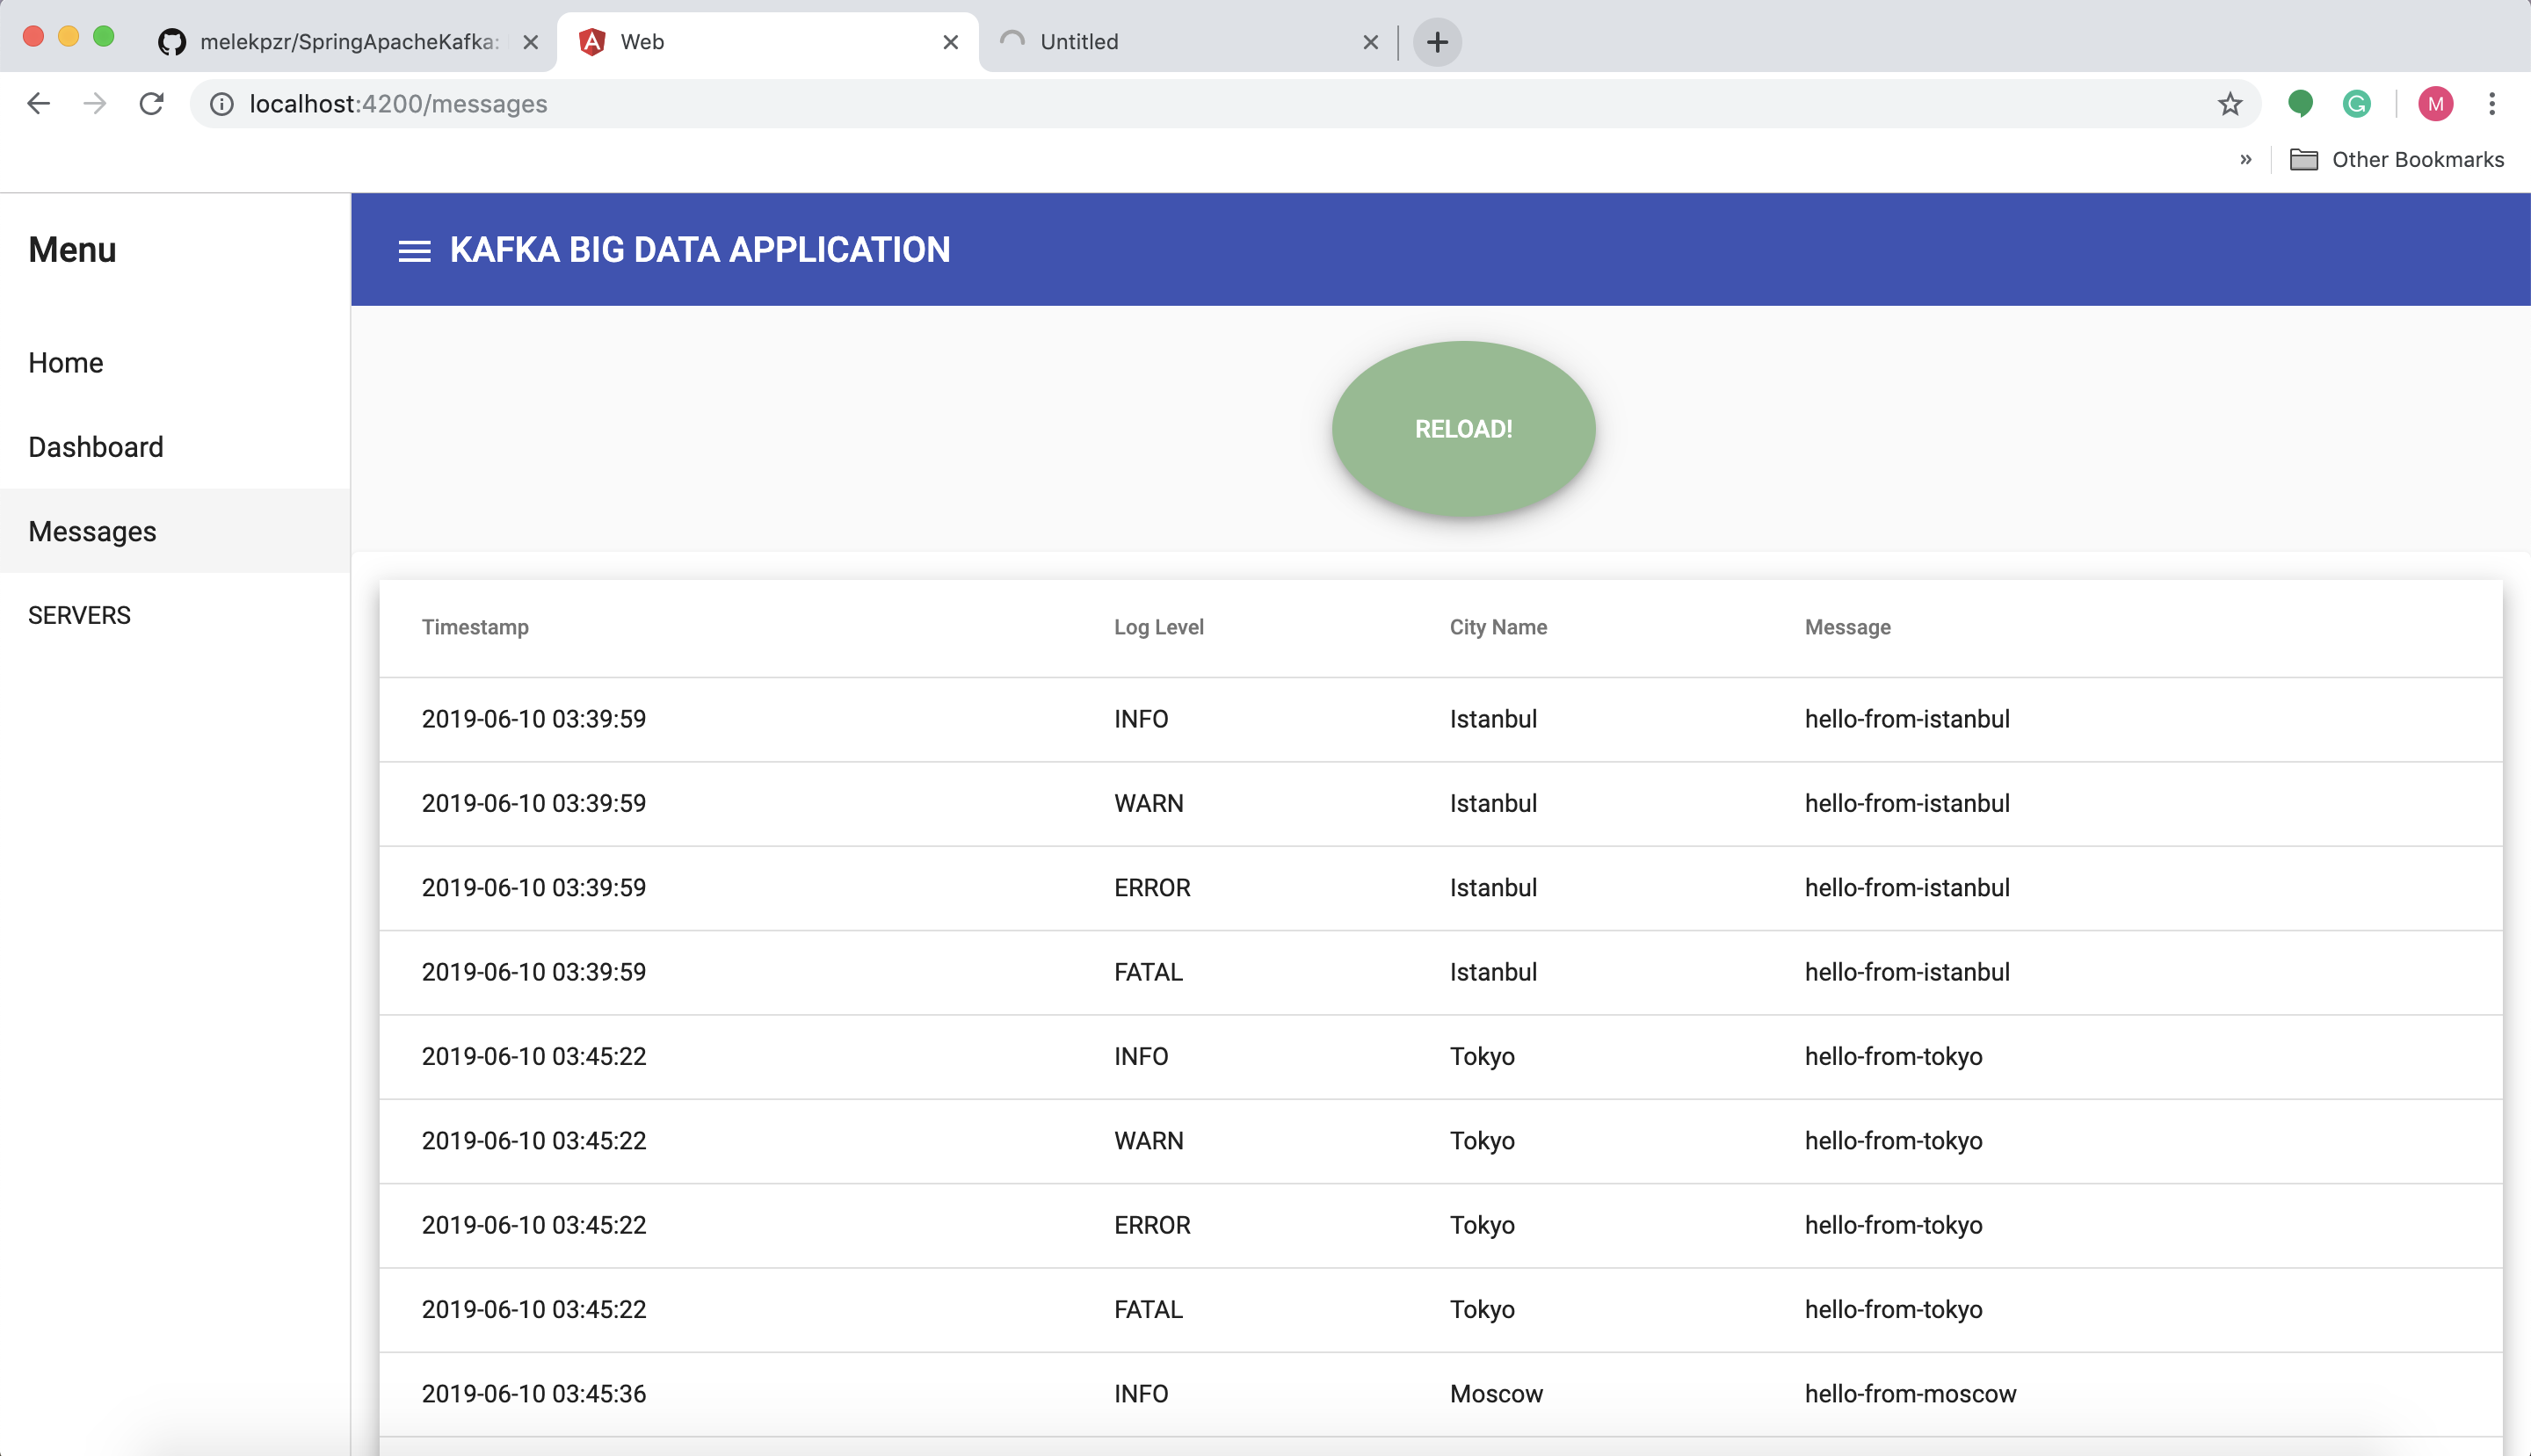 melekpzr/SpringApacheKafka:
Web
Untitled
localhost:4200/messages
M
» Other Bookmarks
Menu
KAFKA BIG DATA APPLICATION
Home
RELOAD!
Dashboard
Messages
SERVERS
Timestamp Log Level City Name Message
2019-06-10 03:39:59 INFO Istanbul hello-from-istanbul
2019-06-10 03:39:59 WARN Istanbul hello-from-istanbul
2019-06-10 03:39:59 ERROR Istanbul hello-from-istanbul
2019-06-10 03:39:59 FATAL Istanbul hello-from-istanbul
2019-06-10 03:45:22 INFO Tokyo hello-from-tokyo
2019-06-10 03:45:22 WARN Tokyo hello-from-tokyo
2019-06-10 03:45:22 ERROR Tokyo hello-from-tokyo
2019-06-10 03:45:22 FATAL Tokyo hello-from-tokyo
2019-06-10 03:45:36 INFO Moscow hello-from-moscow